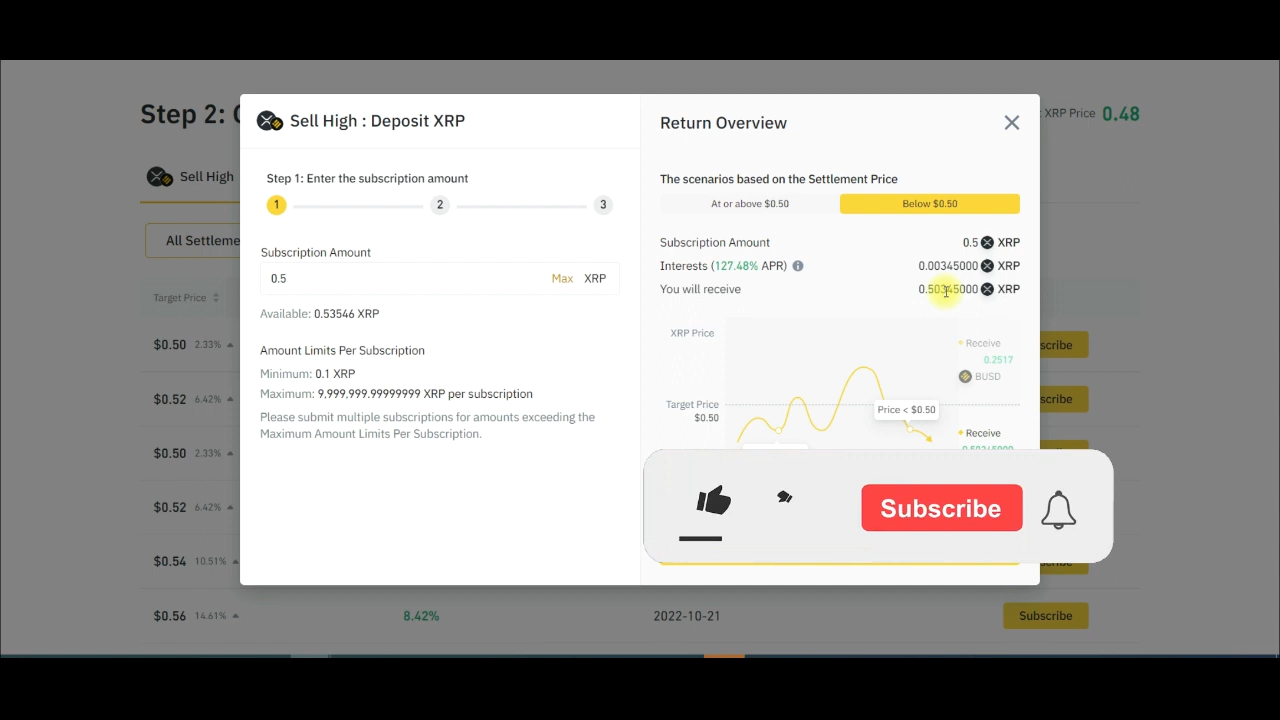 Step 2: C
XRP Price 0.48
Sell High
All Settleme
Target Price
$0.50 2.33%
$0.52 6.42%
$0.50 2.33%
$0.52 6.42%
$0.54 10.51%
$0.56 14.61% 8.42% 2022-10-21 Subscribe
scribe
scribe
Sell High : Deposit XRP
Step 1: Enter the subscription amount
1 2 3
Subscription Amount
0.5 Max XRP
Available: 0.53546 XRP
Amount Limits Per Subscription
Minimum: 0.1 XRP
Maximum: 9,999,999.99999999 XRP per subscription
Please submit multiple subscriptions for amounts exceeding the
Maximum Amount Limits Per Subscription.
Return Overview
The scenarios based on the Settlement Price
At or above $0.50 Below $0.50
Subscription Amount 0.5 XRP
Interests (127.48% APR) 0.00345000 XRP
You will receive 0.50345000 XRP
XRP Price
Receive
0.2517
BUSD
Target Price
$0.50
Price < $0.50
Receive
Subscribe